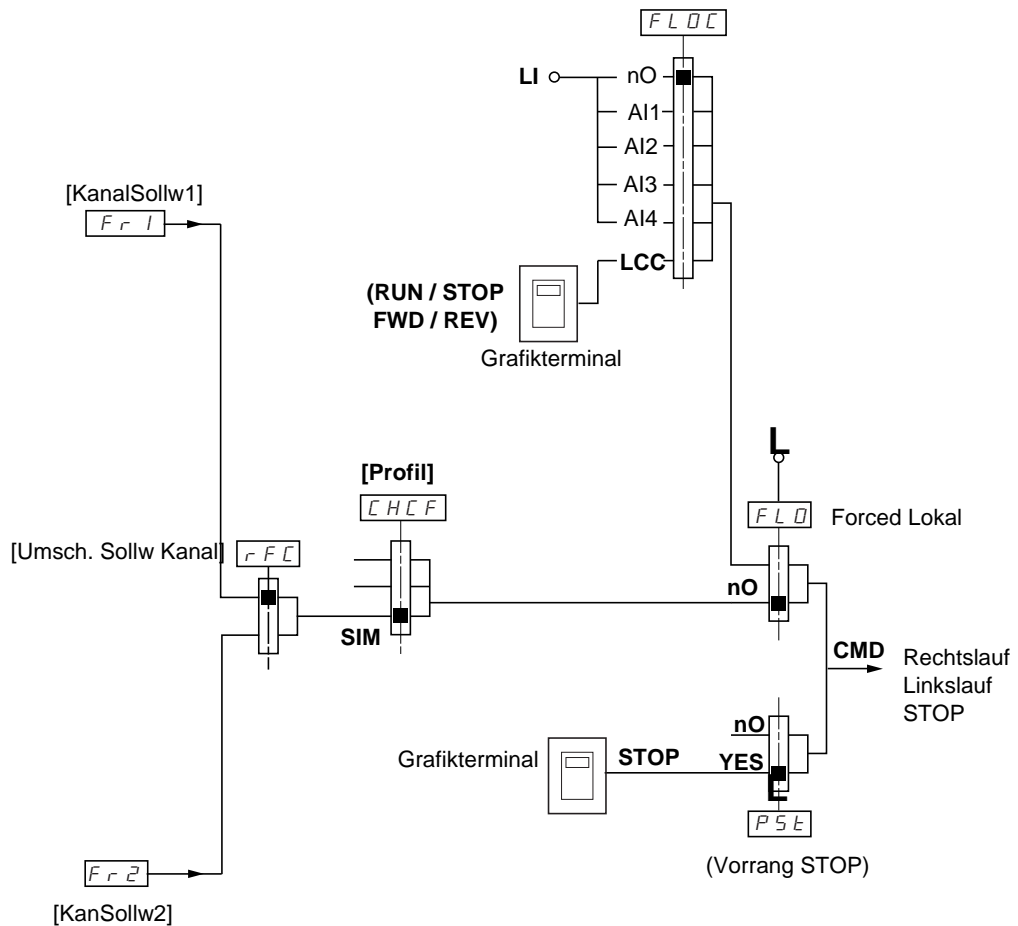 FLOC
LI
nO
AI1
AI2
AI3
AI4
LCC
[KanalSollw1]
Fr1
(RUN / STOP
FWD / REV)
Grafikterminal
L
[Profil]
CHCF
FLO
Forced Lokal
[Umsch. Sollw Kanal]
rFC
nO
SIM
CMD
Rechtslauf
Linkslauf
STOP
nO
Grafikterminal
STOP
YES
L
PSt
(Vorrang STOP)
Fr2
[KanSollw2]